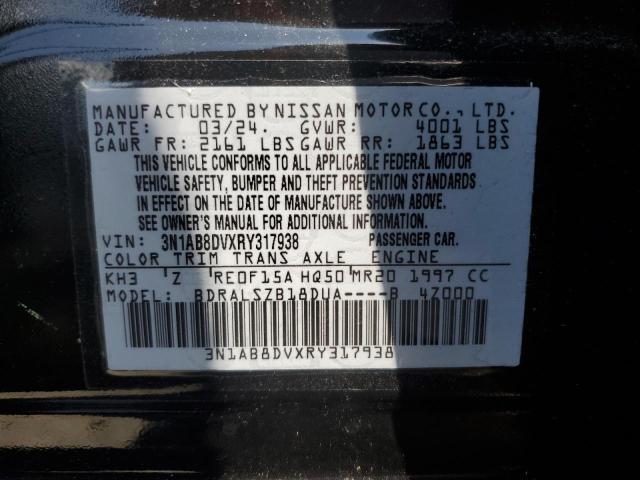 MANUFACTURED BY NISSAN MOTOR CO., LTD.
DATE: 03/24. GVWR: 4001 LBS
GAWR FR: 2161 LBS GAWR RR: 1863 LBS
THIS VEHICLE CONFORMS TO ALL APPLICABLE FEDERAL MOTOR
VEHICLE SAFETY, BUMPER AND THEFT PREVENTION STANDARDS
IN EFFECT ON THE DATE OF MANUFACTURE SHOWN ABOVE.
SEE OWNER'S MANUAL FOR ADDITIONAL INFORMATION.
VIN: 3N1AB8DVXRY317938 PASSENGER CAR.
COLOR TRIM TRANS AXLE ENGINE
KH3 Z RE0F15A HQ50 MR20 1997 CC
MODEL: BDRALSZB18DUA----B 47000
3N1AB8DVXRY317938